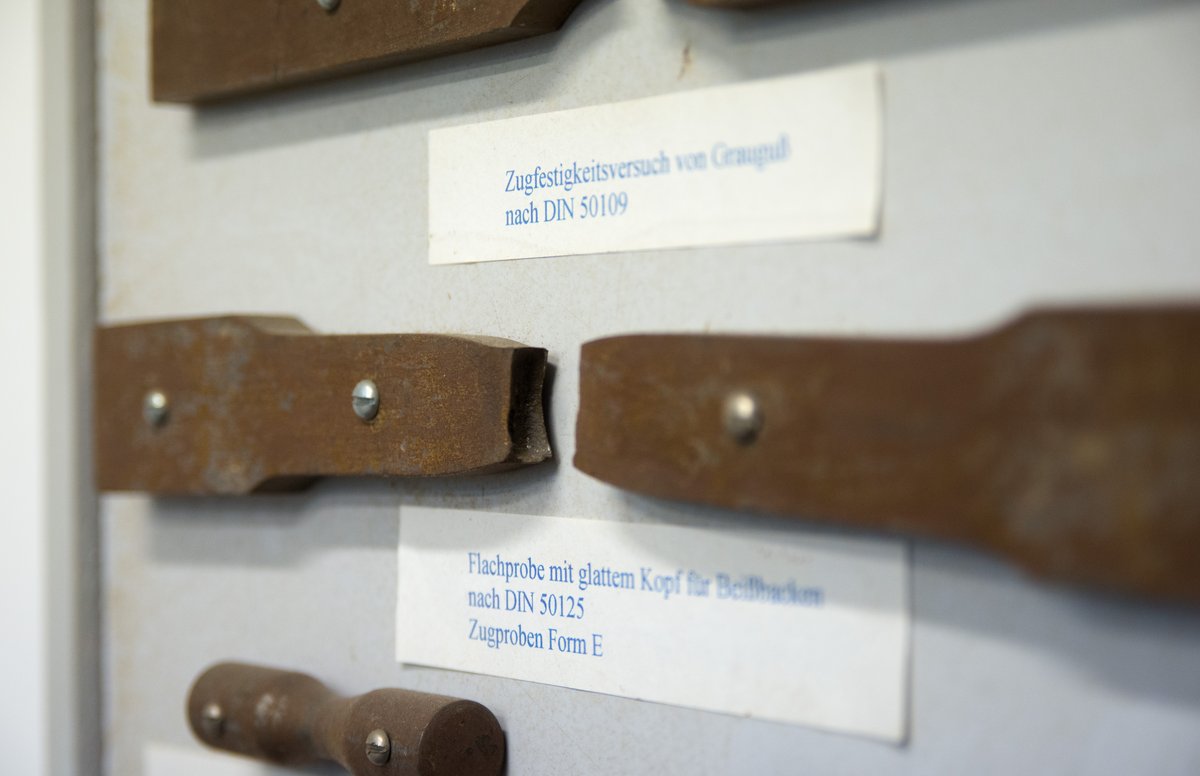 Zugfestigkeitsversuch von Grauguß
nach DIN 50109
Flachprobe mit glattem Kopf für Beißbacken
nach DIN 50125
Zugproben Form E